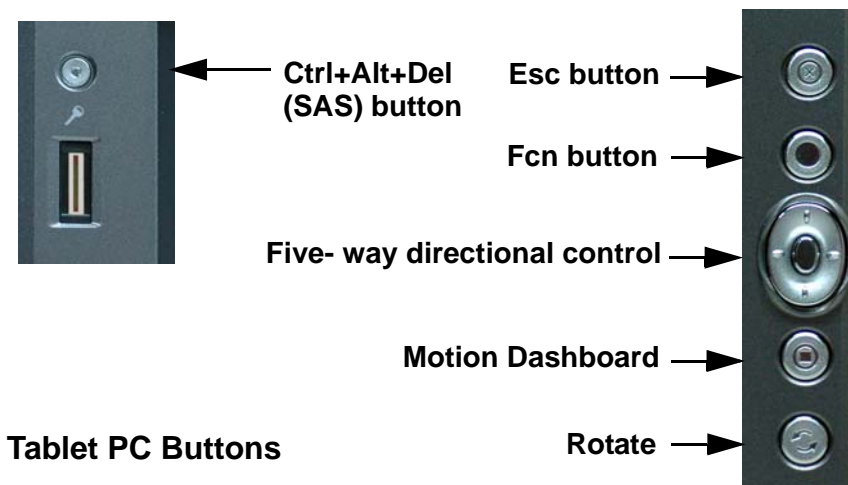 Ctrl+Alt+Del
(SAS) button
Esc button
Fcn button
Five- way directional control
Motion Dashboard
Rotate
Tablet PC Buttons